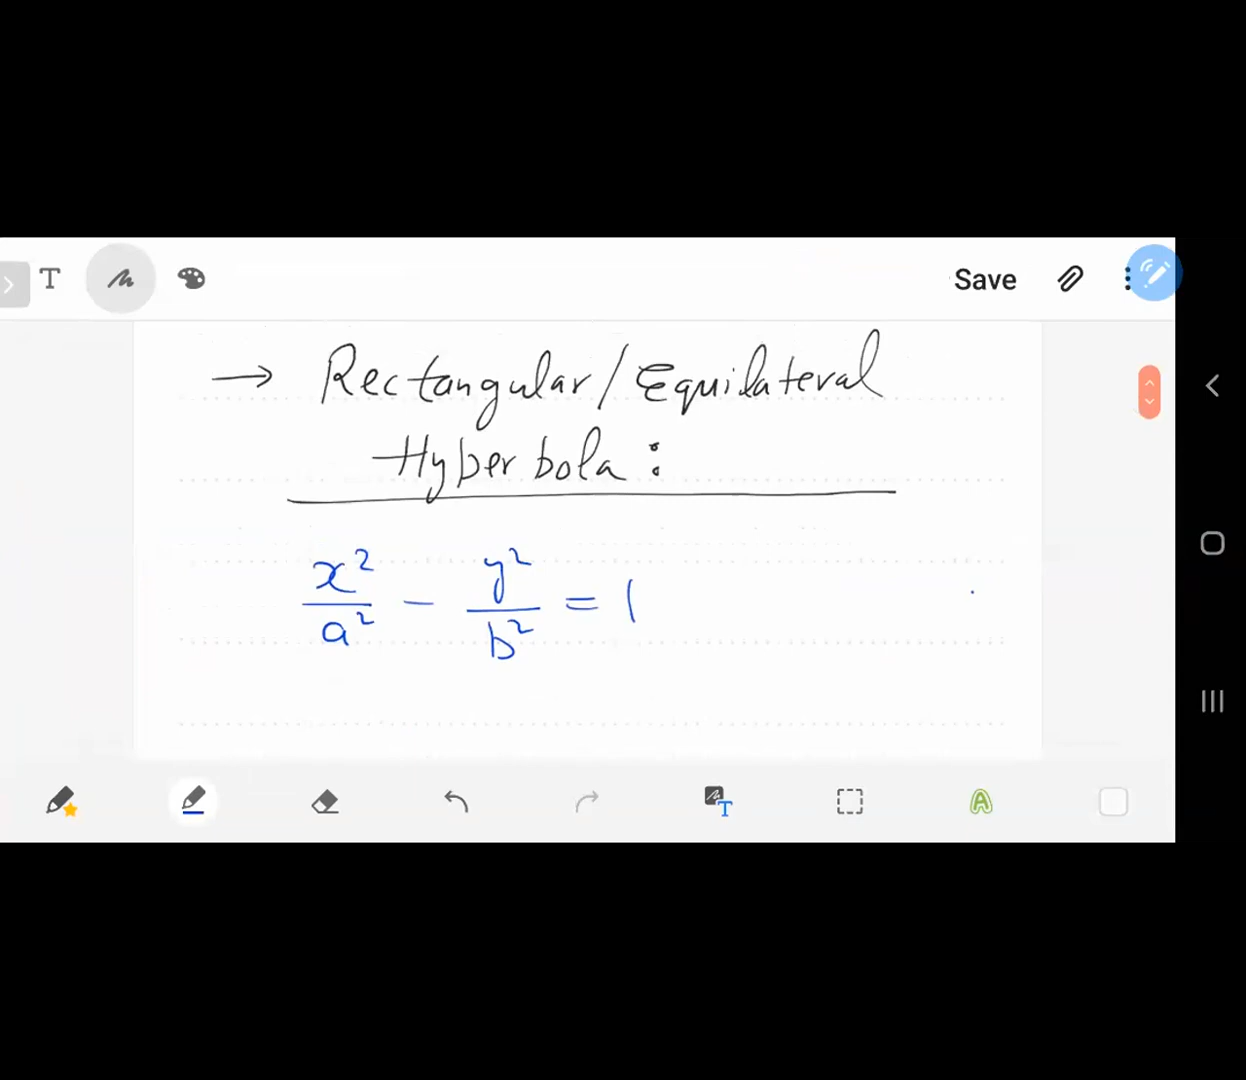 T Save
→ Rectangular/Equilateral
Hyperbola:
x²/a² - y²/b² = 1
T A